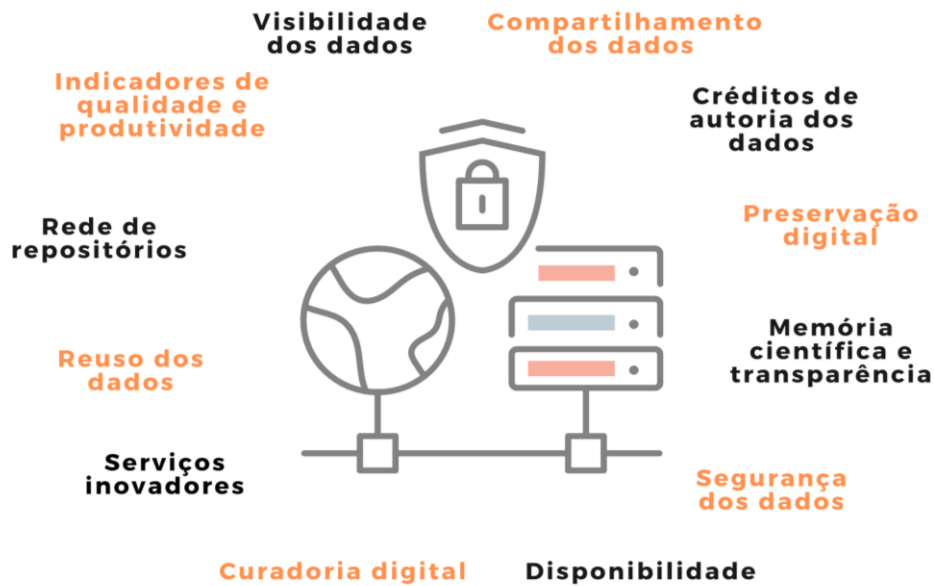 Visibilidade
dos dados
Compartilhamento
dos dados
Indicadores de
qualidade e
produtividade
Créditos de
autoria dos
dados
Rede de
repositórios
Preservação
digital
Memória
científica e
transparência
Reuso dos
dados
Serviços
inovadores
Segurança
dos dados
Curadoria digital
Disponibilidade